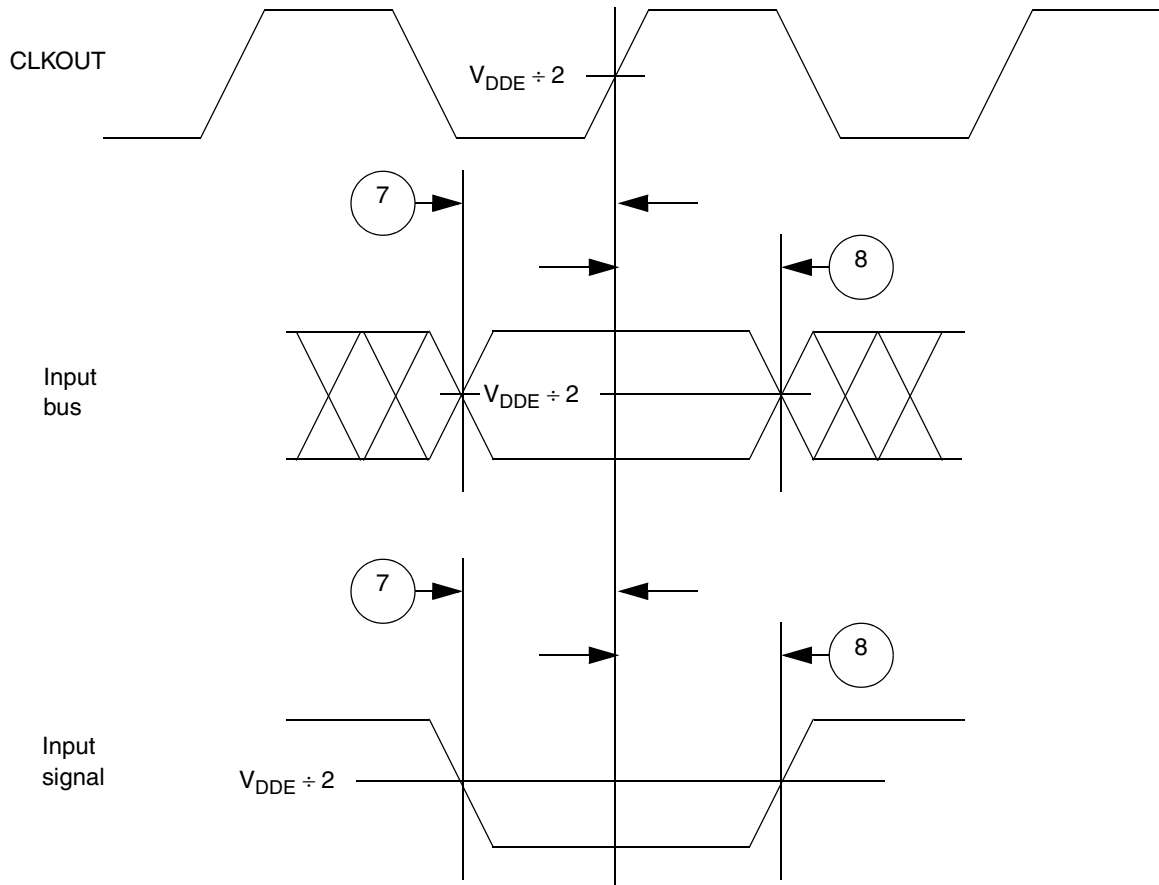 CLKOUT
V_DDE ÷ 2
7
8
Input
bus
V_DDE ÷ 2
7
8
Input
signal
V_DDE ÷ 2